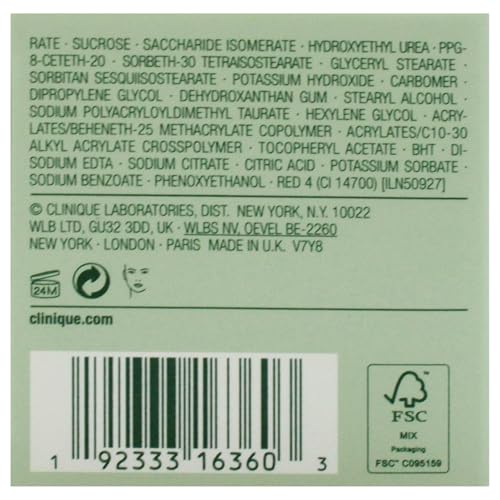 RATE · SUCROSE · SACCHARIDE ISOMERATE · HYDROXYETHYL UREA · PPG-
8-CETETH-20 · SORBETH-30 TETRAISOSTEARATE · GLYCERYL STEARATE ·
SORBITAN SESQUIISOSTEARATE · POTASSIUM HYDROXIDE · CARBOMER ·
DIPROPYLENE GLYCOL · DEHYDROXANTHAN GUM · STEARYL ALCOHOL ·
SODIUM POLYACRYLOYLDIMETHYL TAURATE · HEXYLENE GLYCOL · ACRY-
LATES/BEHENETH-25 METHACRYLATE COPOLYMER · ACRYLATES/C10-30
ALKYL ACRYLATE CROSSPOLYMER · TOCOPHERYL ACETATE · BHT · DI-
SODIUM EDTA · SODIUM CITRATE · CITRIC ACID · POTASSIUM SORBATE ·
SODIUM BENZOATE · PHENOXYETHANOL · RED 4 (CI 14700) [ILN50927]
© CLINIQUE LABORATORIES, DIST. NEW YORK, N.Y. 10022
WLB LTD, GU32 3DD, UK · WLBS NV, OEVEL BE-2260
NEW YORK · LONDON · PARIS MADE IN U.K. V7Y8
24M
clinique.com
1 92333 16360 3
FSC
MIX
Packaging
FSC™ C095159